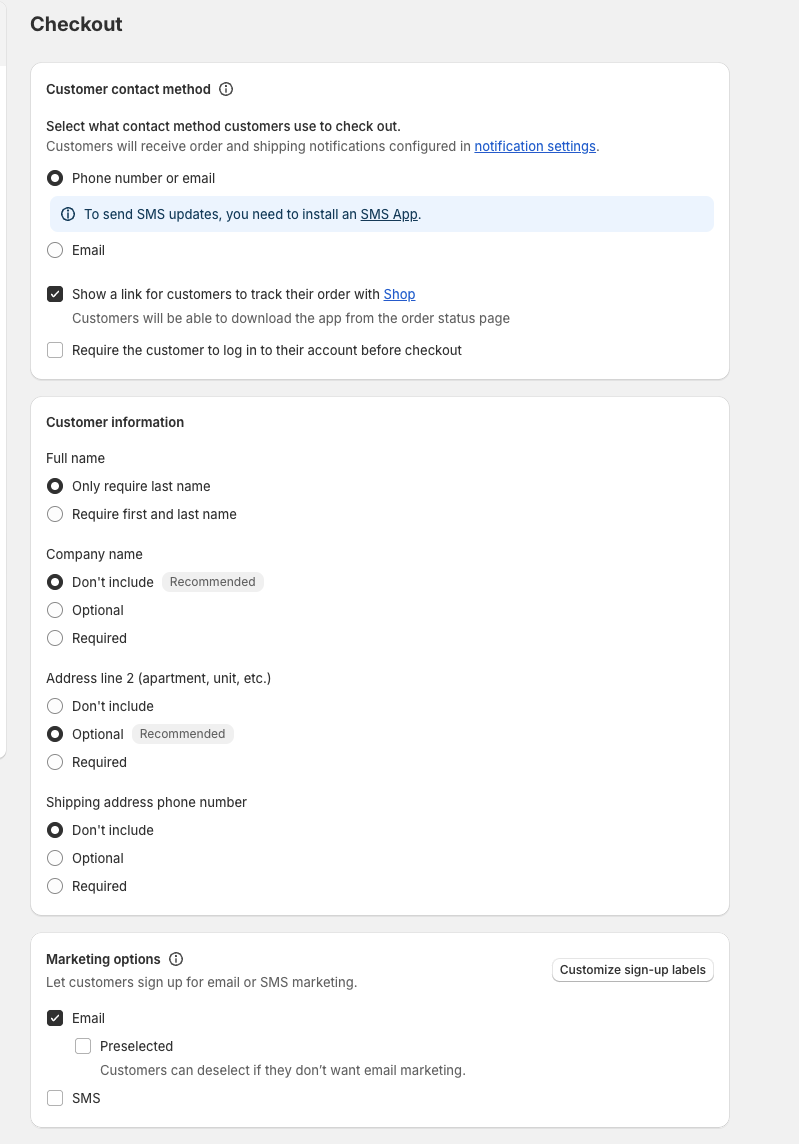 Checkout
Customer contact method
Select what contact method customers use to check out.
Customers will receive order and shipping notifications configured in notification settings.
Phone number or email
To send SMS updates, you need to install an SMS App.
Email
Show a link for customers to track their order with Shop
Customers will be able to download the app from the order status page
Require the customer to log in to their account before checkout
Customer information
Full name
Only require last name
Require first and last name
Company name
Don't include Recommended
Optional
Required
Address line 2 (apartment, unit, etc.)
Don't include
Optional Recommended
Required
Shipping address phone number
Don't include
Optional
Required
Marketing options
Customize sign-up labels
Let customers sign up for email or SMS marketing.
Email
Preselected
Customers can deselect if they don’t want email marketing.
SMS